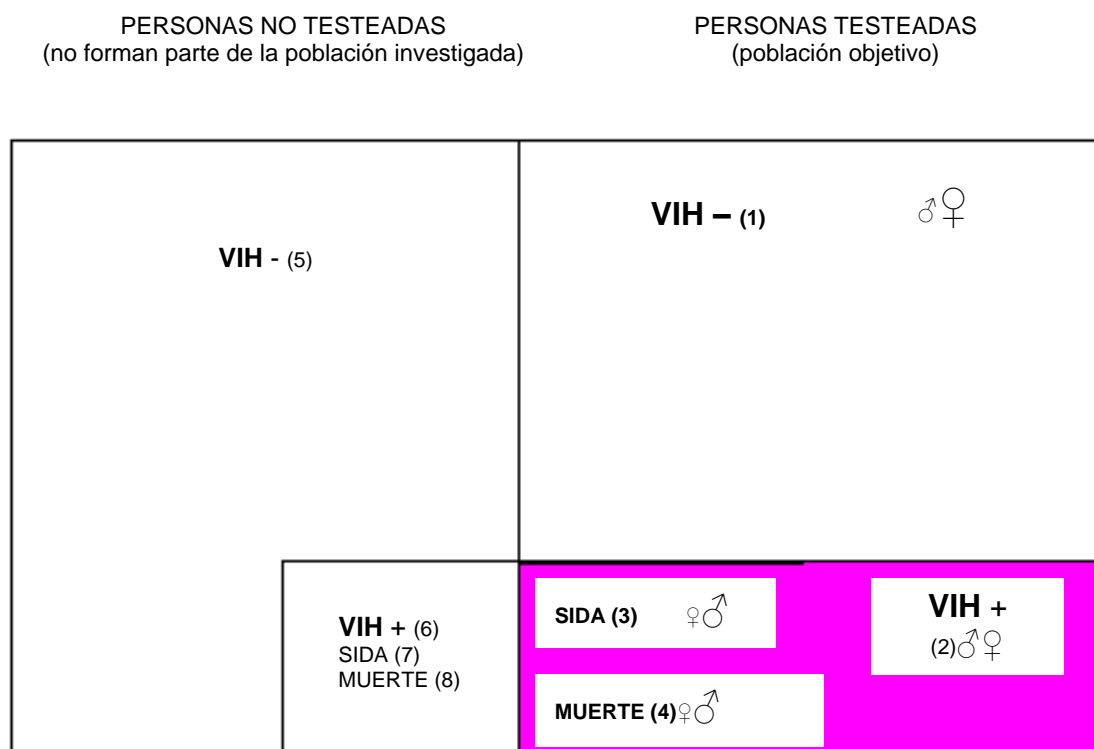 PERSONAS NO TESTEADAS
(no forman parte de la población investigada)
PERSONAS TESTEADAS
(población objetivo)
VIH – (1) ♂♀
VIH - (5)
VIH + (6)
SIDA (7)
MUERTE (8)
SIDA (3) ♀♂
VIH +
(2)♂♀
MUERTE (4)♀♂